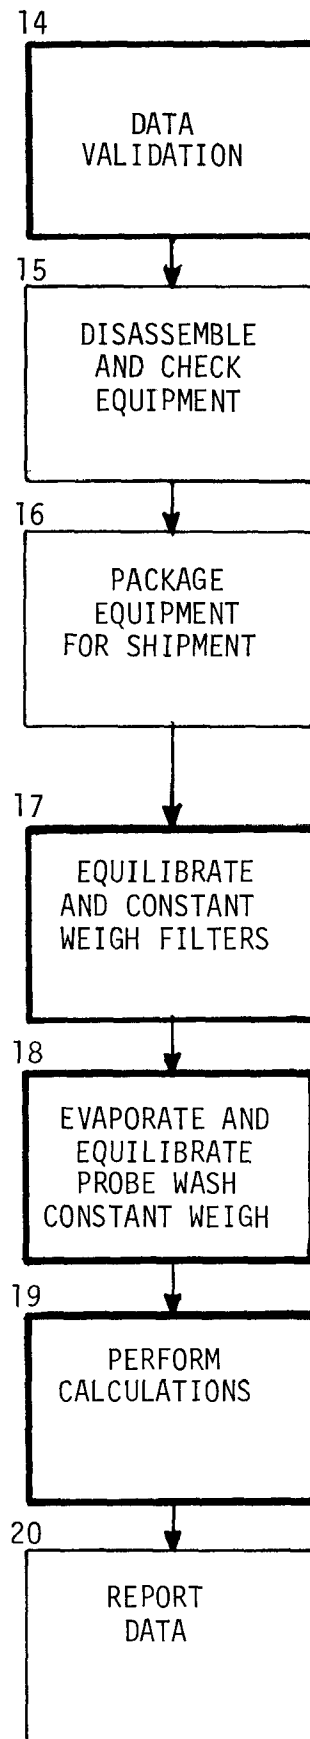 14
DATA
VALIDATION
15
DISASSEMBLE
AND CHECK
EQUIPMENT
16
PACKAGE
EQUIPMENT
FOR SHIPMENT
17
EQUILIBRATE
AND CONSTANT
WEIGH FILTERS
18
EVAPORATE AND
EQUILIBRATE
PROBE WASH
CONSTANT WEIGH
19
PERFORM
CALCULATIONS
20
REPORT
DATA